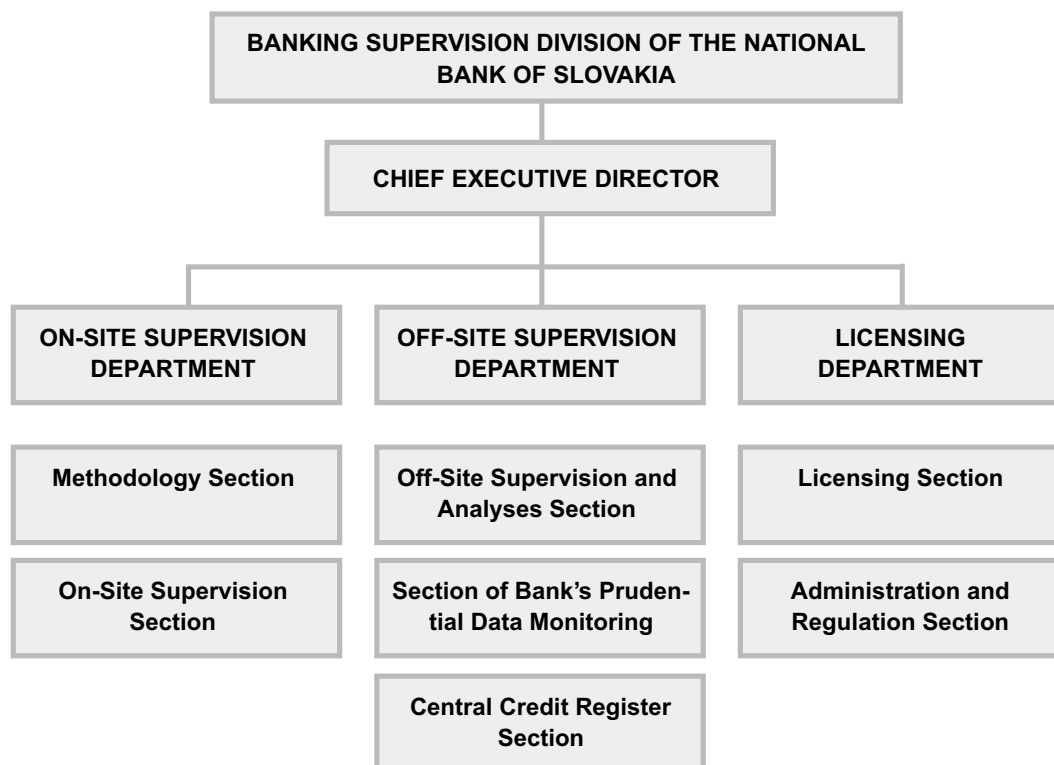 BANKING SUPERVISION DIVISION OF THE NATIONAL
BANK OF SLOVAKIA
CHIEF EXECUTIVE DIRECTOR
ON-SITE SUPERVISION
DEPARTMENT
OFF-SITE SUPERVISION
DEPARTMENT
LICENSING
DEPARTMENT
Methodology Section
Off-Site Supervision and
Analyses Section
Licensing Section
On-Site Supervision
Section
Section of Bank’s Pruden-
tial Data Monitoring
Administration and
Regulation Section
Central Credit Register
Section